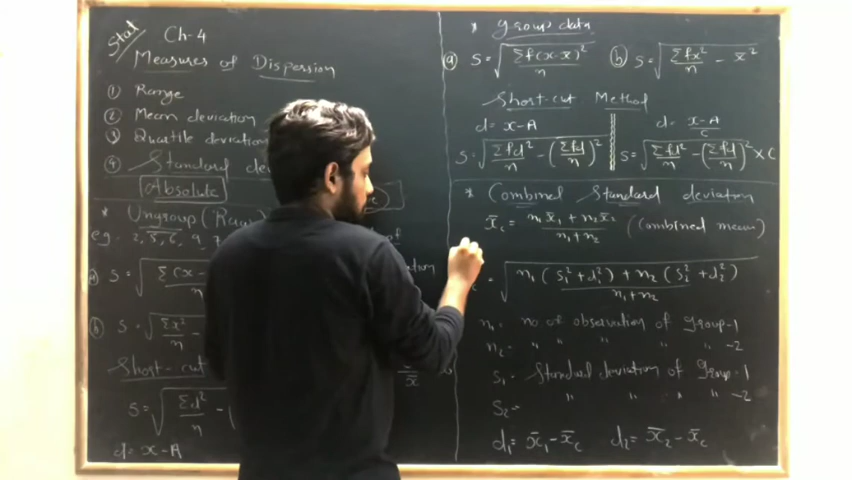 Stat
Ch-4
Measures of Dispersion
① Range
② Mean deviation
③ Quartile deviation
④ Standard de
Absolute
* Ungroup (Raw
eg. 2, 5, 6, 9, 7
of
ation
a) S = √ Σ(x-
n
b) S = √ Σx² -
n
Short-cut
S = √ Σd² - (
n
d = x-A
x̄
* group data
ⓐ S = √ Σf(x-x̄)²
n
ⓑ S = √ Σfx² - x̄²
n
Short-cut Method
d = x-A
S = √ Σfd² - (Σfd)²
n n
d = x-A
c
S = √ Σfd² - (Σfd)² × C
n n
* Combined Standard deviation
x̄c = n₁x̄₁ + n₂x̄₂ (Combined mean)
n₁+n₂
= √ n₁(S₁²+d₁²) + n₂(S₂²+d₂²)
n₁+n₂
n₁ = no of observation of group-1
n₂ = " " " " -2
S₁ = Standard deviation of Group-1
S₂= " " " " -2
d₁= x̄₁-x̄c d₂= x̄₂-x̄c